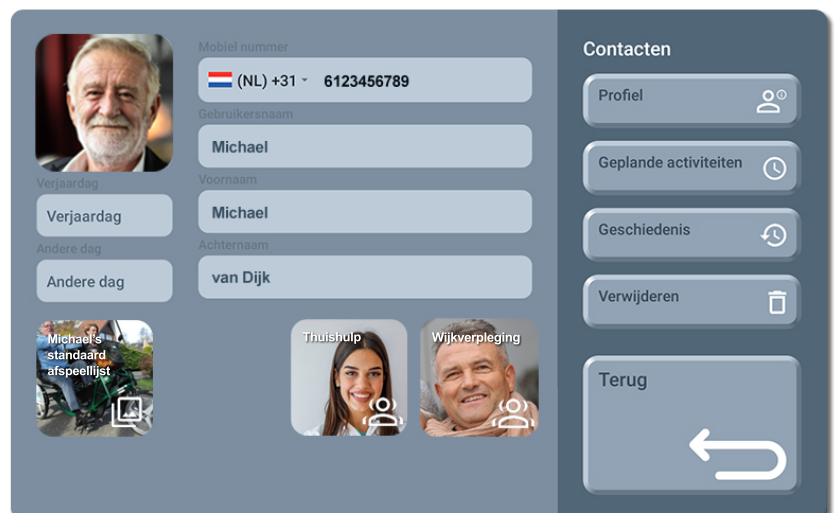 Mobiel nummer
(NL) +31 6123456789
Gebruikersnaam
Michael
Verjaardag
Voornaam
Verjaardag
Michael
Andere dag
Achternaam
Andere dag
van Dijk
Michael's
standaard
afspeellijst
Thuishulp
Wijkverpleging
Contacten
Profiel
Geplande activiteiten
Geschiedenis
Verwijderen
Terug